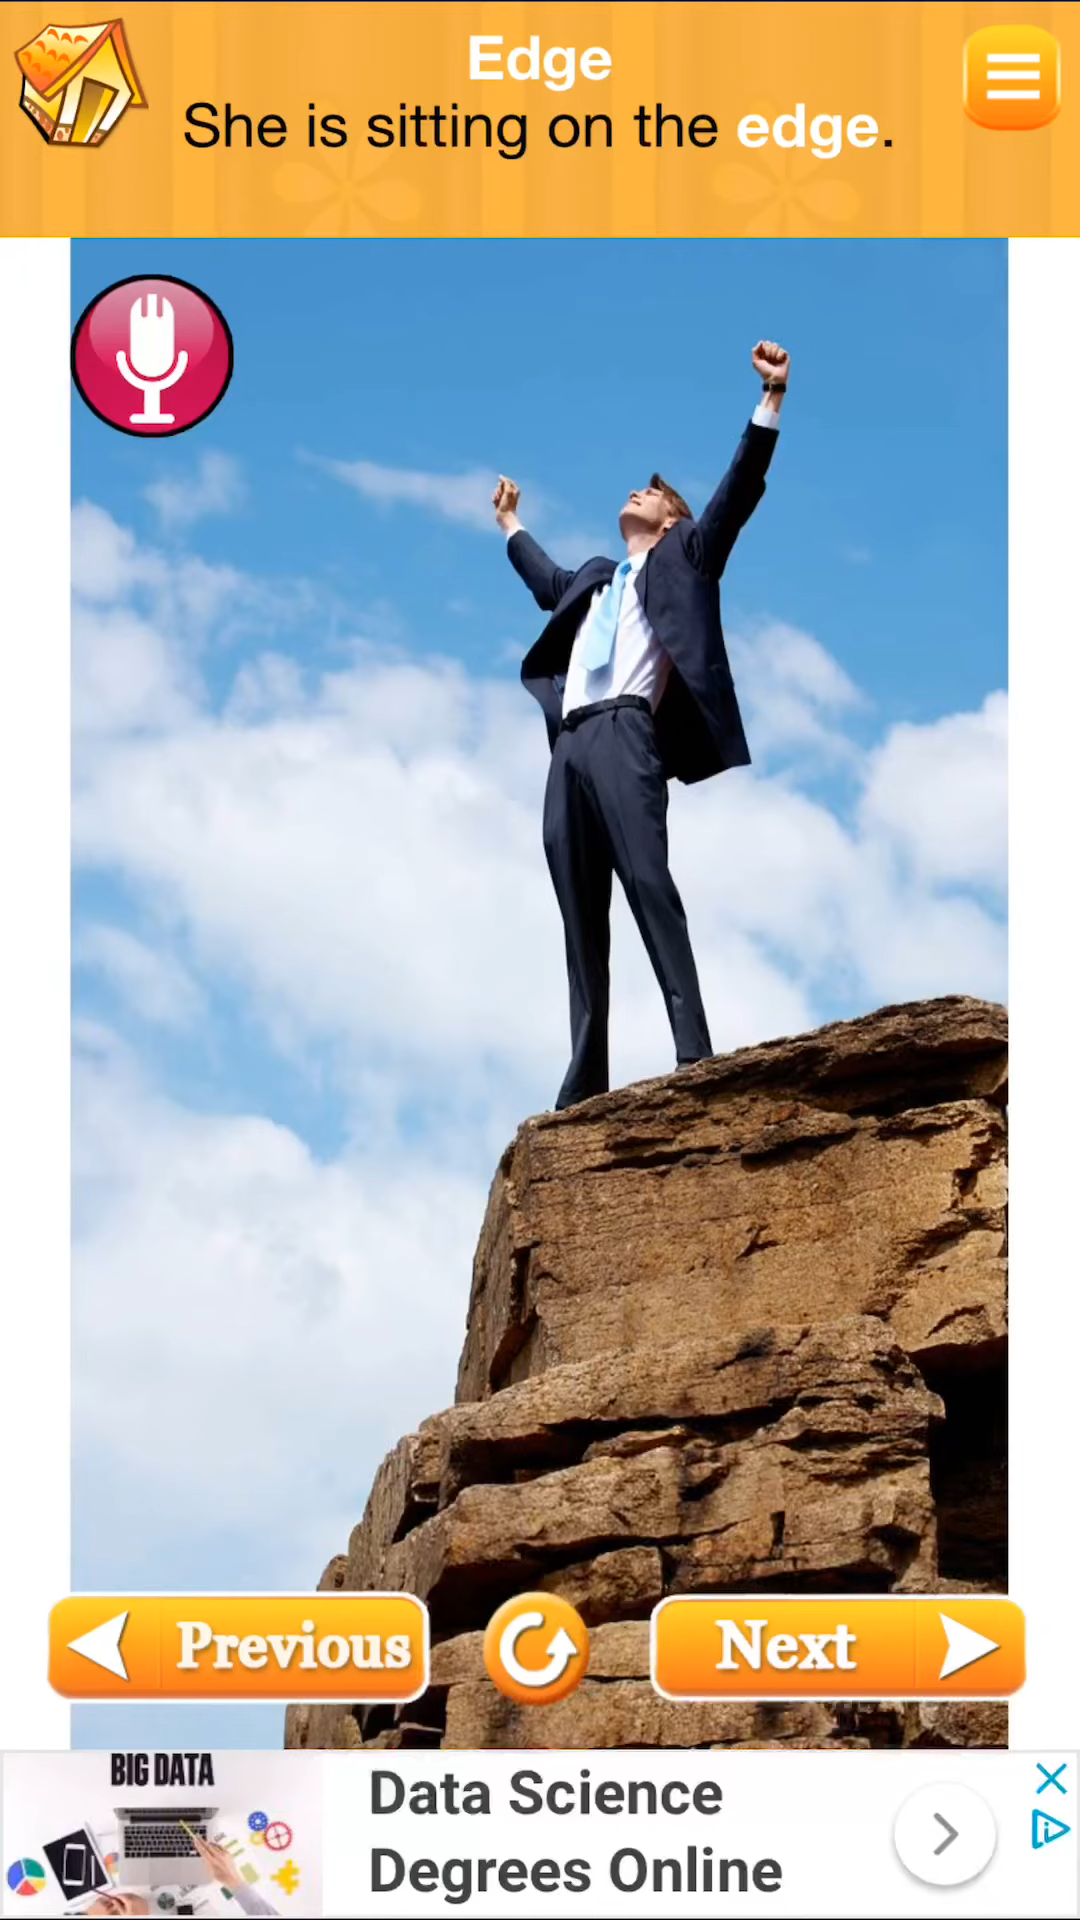 Edge
She is sitting on the edge.
Previous
Next
BIG DATA
Data Science
Degrees Online